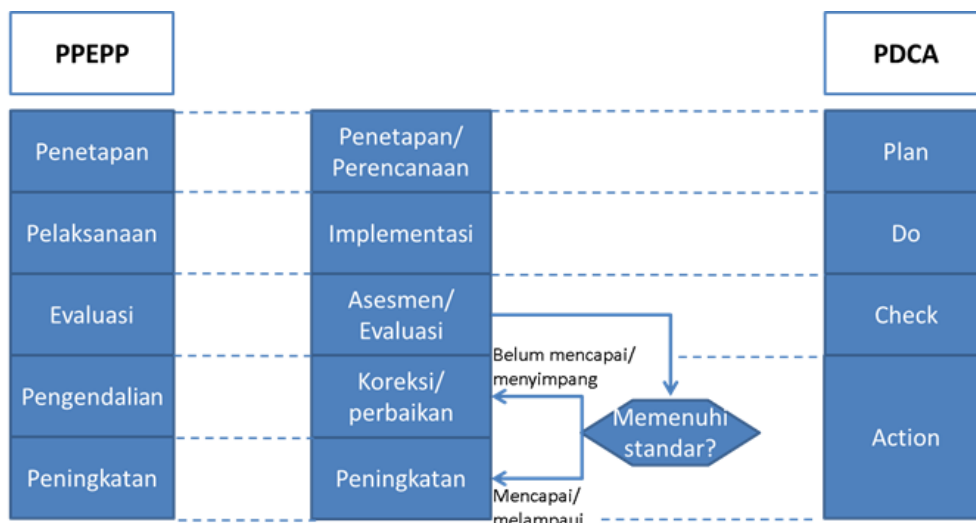 PPEPP
PDCA
Penetapan
Penetapan/
Perencanaan
Plan
Pelaksanaan
Implementasi
Do
Evaluasi
Asesmen/
Evaluasi
Check
Belum mencapai/
menyimpang
Pengendalian
Koreksi/
perbaikan
Memenuhi
standar?
Action
Peningkatan
Peningkatan
Mencapai/
melampaui